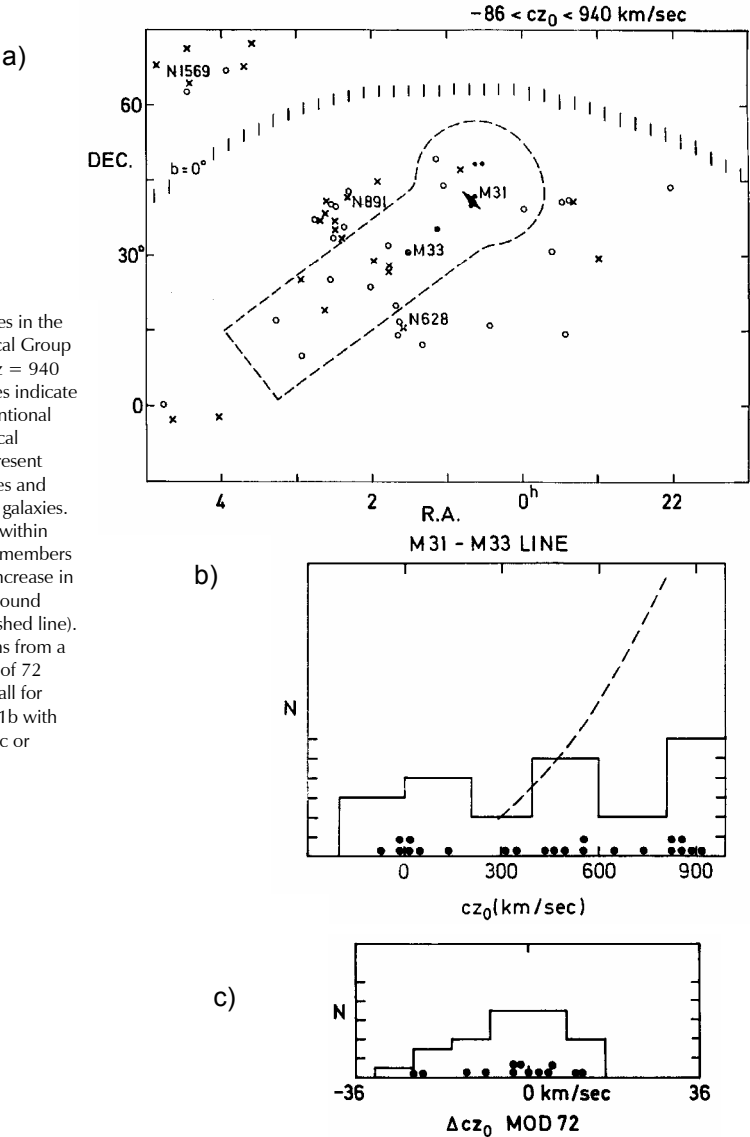 −86 < cz₀ < 940 km/sec
a)
N1569
60
DEC.
b = 0°
M31
N891
30°
M33
N628
0
4
2
0ʰ
22
R.A.
es in the
cal Group
z = 940
es indicate
ntional
cal
resent
es and
galaxies.
within
members
ncrease in
ound
shed line).
ns from a
of 72
all for
1b with
c or
M31 – M33 LINE
b)
N
0
300
600
900
cz₀(km/sec)
c)
N
−36
0 km/sec
36
Δcz₀ MOD 72